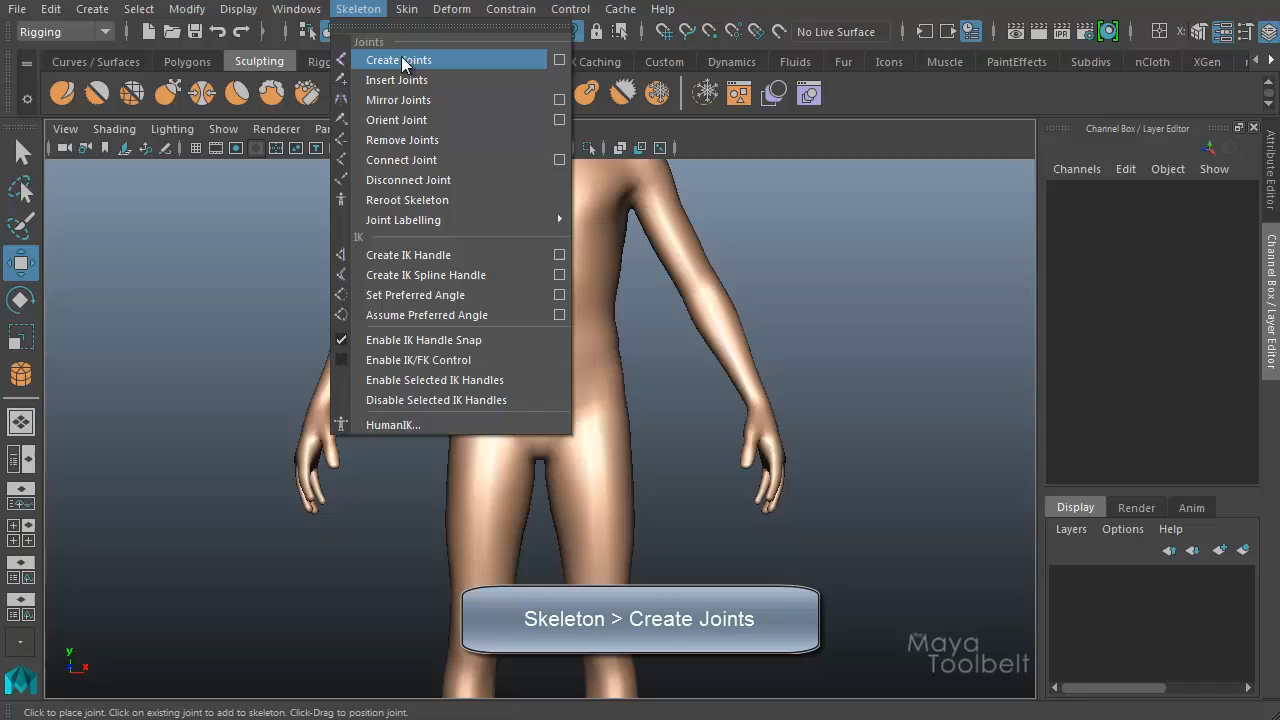 File Edit Create Select Modify Display Windows Skeleton Skin Deform Constrain Control Cache Help
Rigging
No Live Surface
Curves / Surfaces Polygons Sculpting Rigg X Caching Custom Dynamics Fluids Fur Icons Muscle PaintEffects Subdivs nCloth XGen
View Shading Lighting Show Renderer Pa
Joints
Create Joints
Insert Joints
Mirror Joints
Orient Joint
Remove Joints
Connect Joint
Disconnect Joint
Reroot Skeleton
Joint Labelling
IK
Create IK Handle
Create IK Spline Handle
Set Preferred Angle
Assume Preferred Angle
Enable IK Handle Snap
Enable IK/FK Control
Enable Selected IK Handles
Disable Selected IK Handles
HumanIK...
Channel Box / Layer Editor
Channels Edit Object Show
Attribute Editor
Channel Box / Layer Editor
Display Render Anim
Layers Options Help
Skeleton > Create Joints
y
x
The
Maya
Toolbelt
Click to place joint. Click on existing joint to add to skeleton. Click-Drag to position joint.